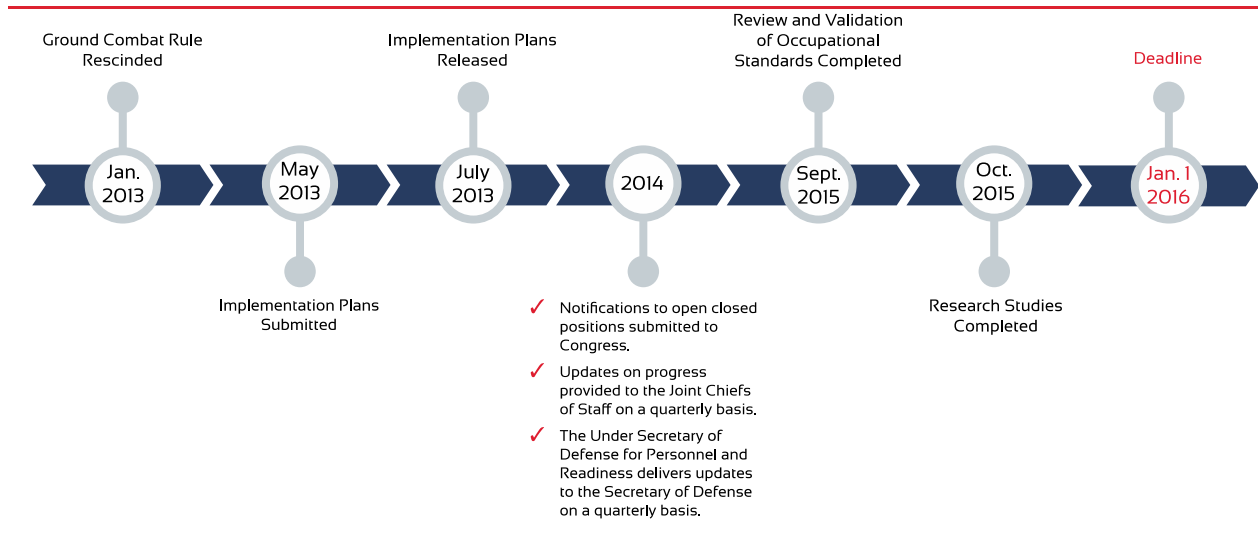 Ground Combat Rule
Rescinded
Jan.
2013
May
2013
Implementation Plans
Submitted
Implementation Plans
Released
July
2013
2014
✓ Notifications to open closed
positions submitted to
Congress.
✓ Updates on progress
provided to the Joint Chiefs
of Staff on a quarterly basis.
✓ The Under Secretary of
Defense for Personnel and
Readiness delivers updates
to the Secretary of Defense
on a quarterly basis.
Review and Validation
of Occupational
Standards Completed
Sept.
2015
Oct.
2015
Research Studies
Completed
Deadline
Jan. 1
2016